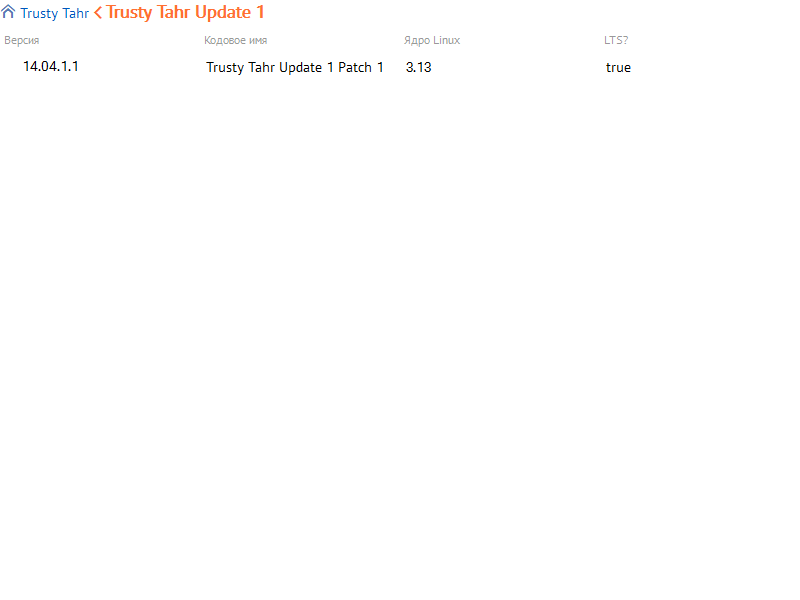 Trusty Tahr < Trusty Tahr Update 1
Версия Кодовое имя Ядро Linux LTS?
14.04.1.1 Trusty Tahr Update 1 Patch 1 3.13 true